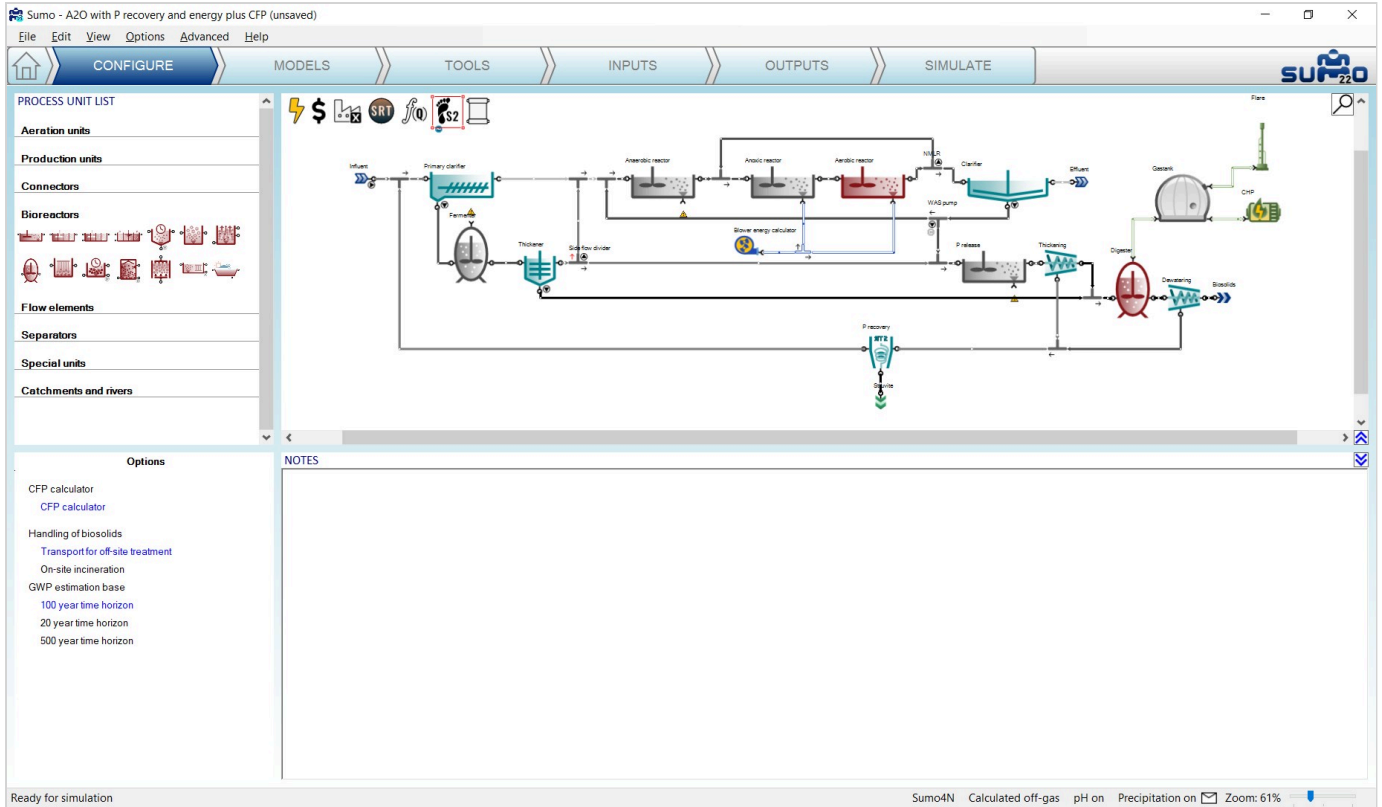 Sumo - A2O with P recovery and energy plus CFP (unsaved)
File Edit View Options Advanced Help
CONFIGURE MODELS TOOLS INPUTS OUTPUTS SIMULATE
SUMO 22
PROCESS UNIT LIST
Aeration units
Production units
Connectors
Bioreactors
Flow elements
Separators
Special units
Catchments and rivers
$ SRT f(Q) S2
Flare
Influent
Primary clarifier
Anaerobic reactor
Anoxic reactor
Aerobic reactor
NMLR
Clarifier
Effluent
Gastank
CHP
Fermenter
WAS pump
Blower energy calculator
Thickener
Side flow divider
P release
Thickening
Digester
Dewatering
Biosolids
P recovery
Struvite
Options
CFP calculator
CFP calculator
Handling of biosolids
Transport for off-site treatment
On-site incineration
GWP estimation base
100 year time horizon
20 year time horizon
500 year time horizon
NOTES
Ready for simulation
Sumo4N Calculated off-gas pH on Precipitation on Zoom: 61%